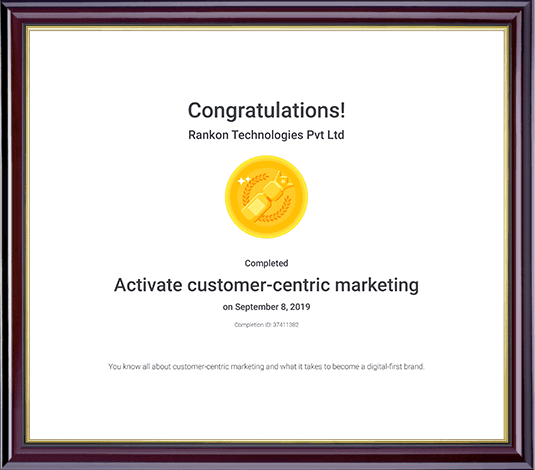 Congratulations!
Rankon Technologies Pvt Ltd
Completed
Activate customer-centric marketing
on September 8, 2019
Completion ID: 37411382
You know all about customer-centric marketing and what it takes to become a digital-first brand.